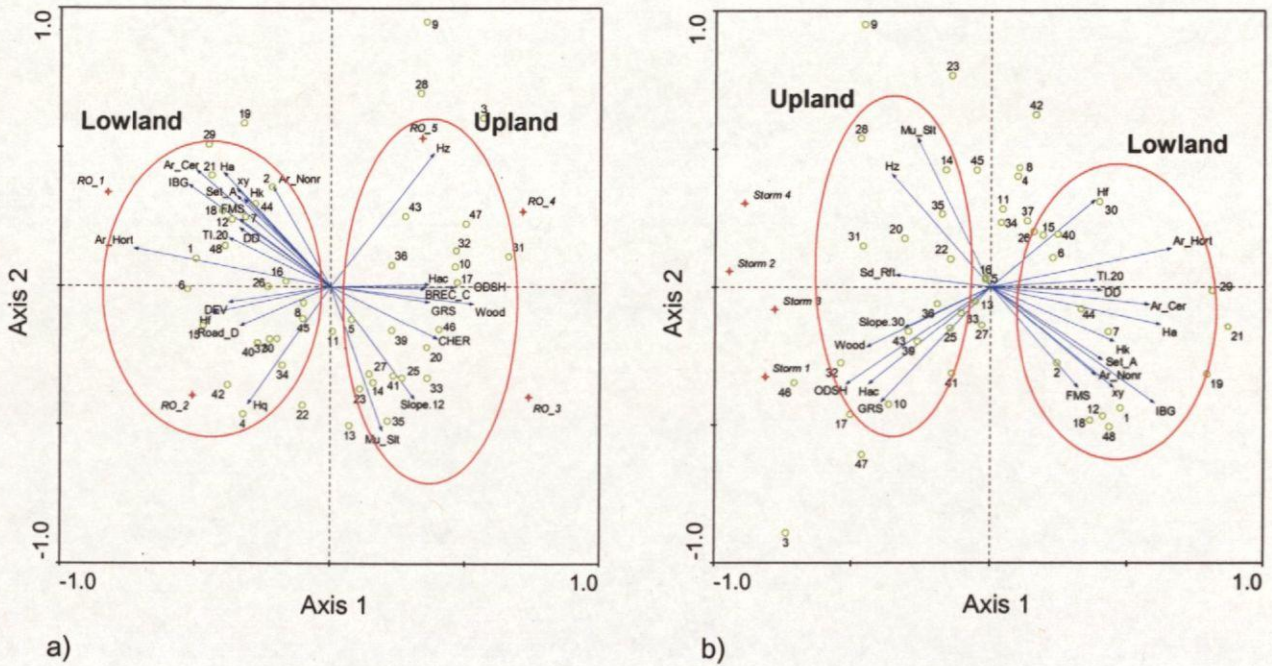 1.0
9
28
3
RO_5
Hz
Upland
Lowland
19
29
Ar_Cer
21
Ha
xy
2
Ar_Nonr
IBG
Set_A
Hk
RO_1
18
FMS
44
12
7
TI.20
DD
48
Ar_Hort
1
43
47
RO_4
32
31
36
10
16
6
26
Hac
17
ODSH
BREC_C
DEV
GRS
Wood
8
Hf
15
Road_D
45
5
46
11
39
CHER
40
37
30
20
34
27
25
33
41
14
23
Slope.12
42
RO_2
RO_3
4
Hq
22
35
13
Mu_Slt
Axis 2
-1.0
-1.0
1.0
Axis 1
a)
1.0
9
23
42
Upland
Lowland
28
Mu_Slt
Hz
14
45
8
4
Storm 4
35
11
37
Hf
30
34
31
20
26
15
40
Ar_Hort
22
6
Storm 2
Sd_Rft
16
5
TI.20
DD
29
Storm 3
36
13
44
Ar_Cer
Slope.30
33
Ha
21
43
25
27
7
Hk
Wood
39
Set_A
32
41
2
Ar_Nonr
19
Storm 1
46
ODSH
Hac
xy
FMS
IBG
GRS
10
12
1
17
18
48
47
3
Axis 2
-1.0
-1.0
1.0
Axis 1
b)